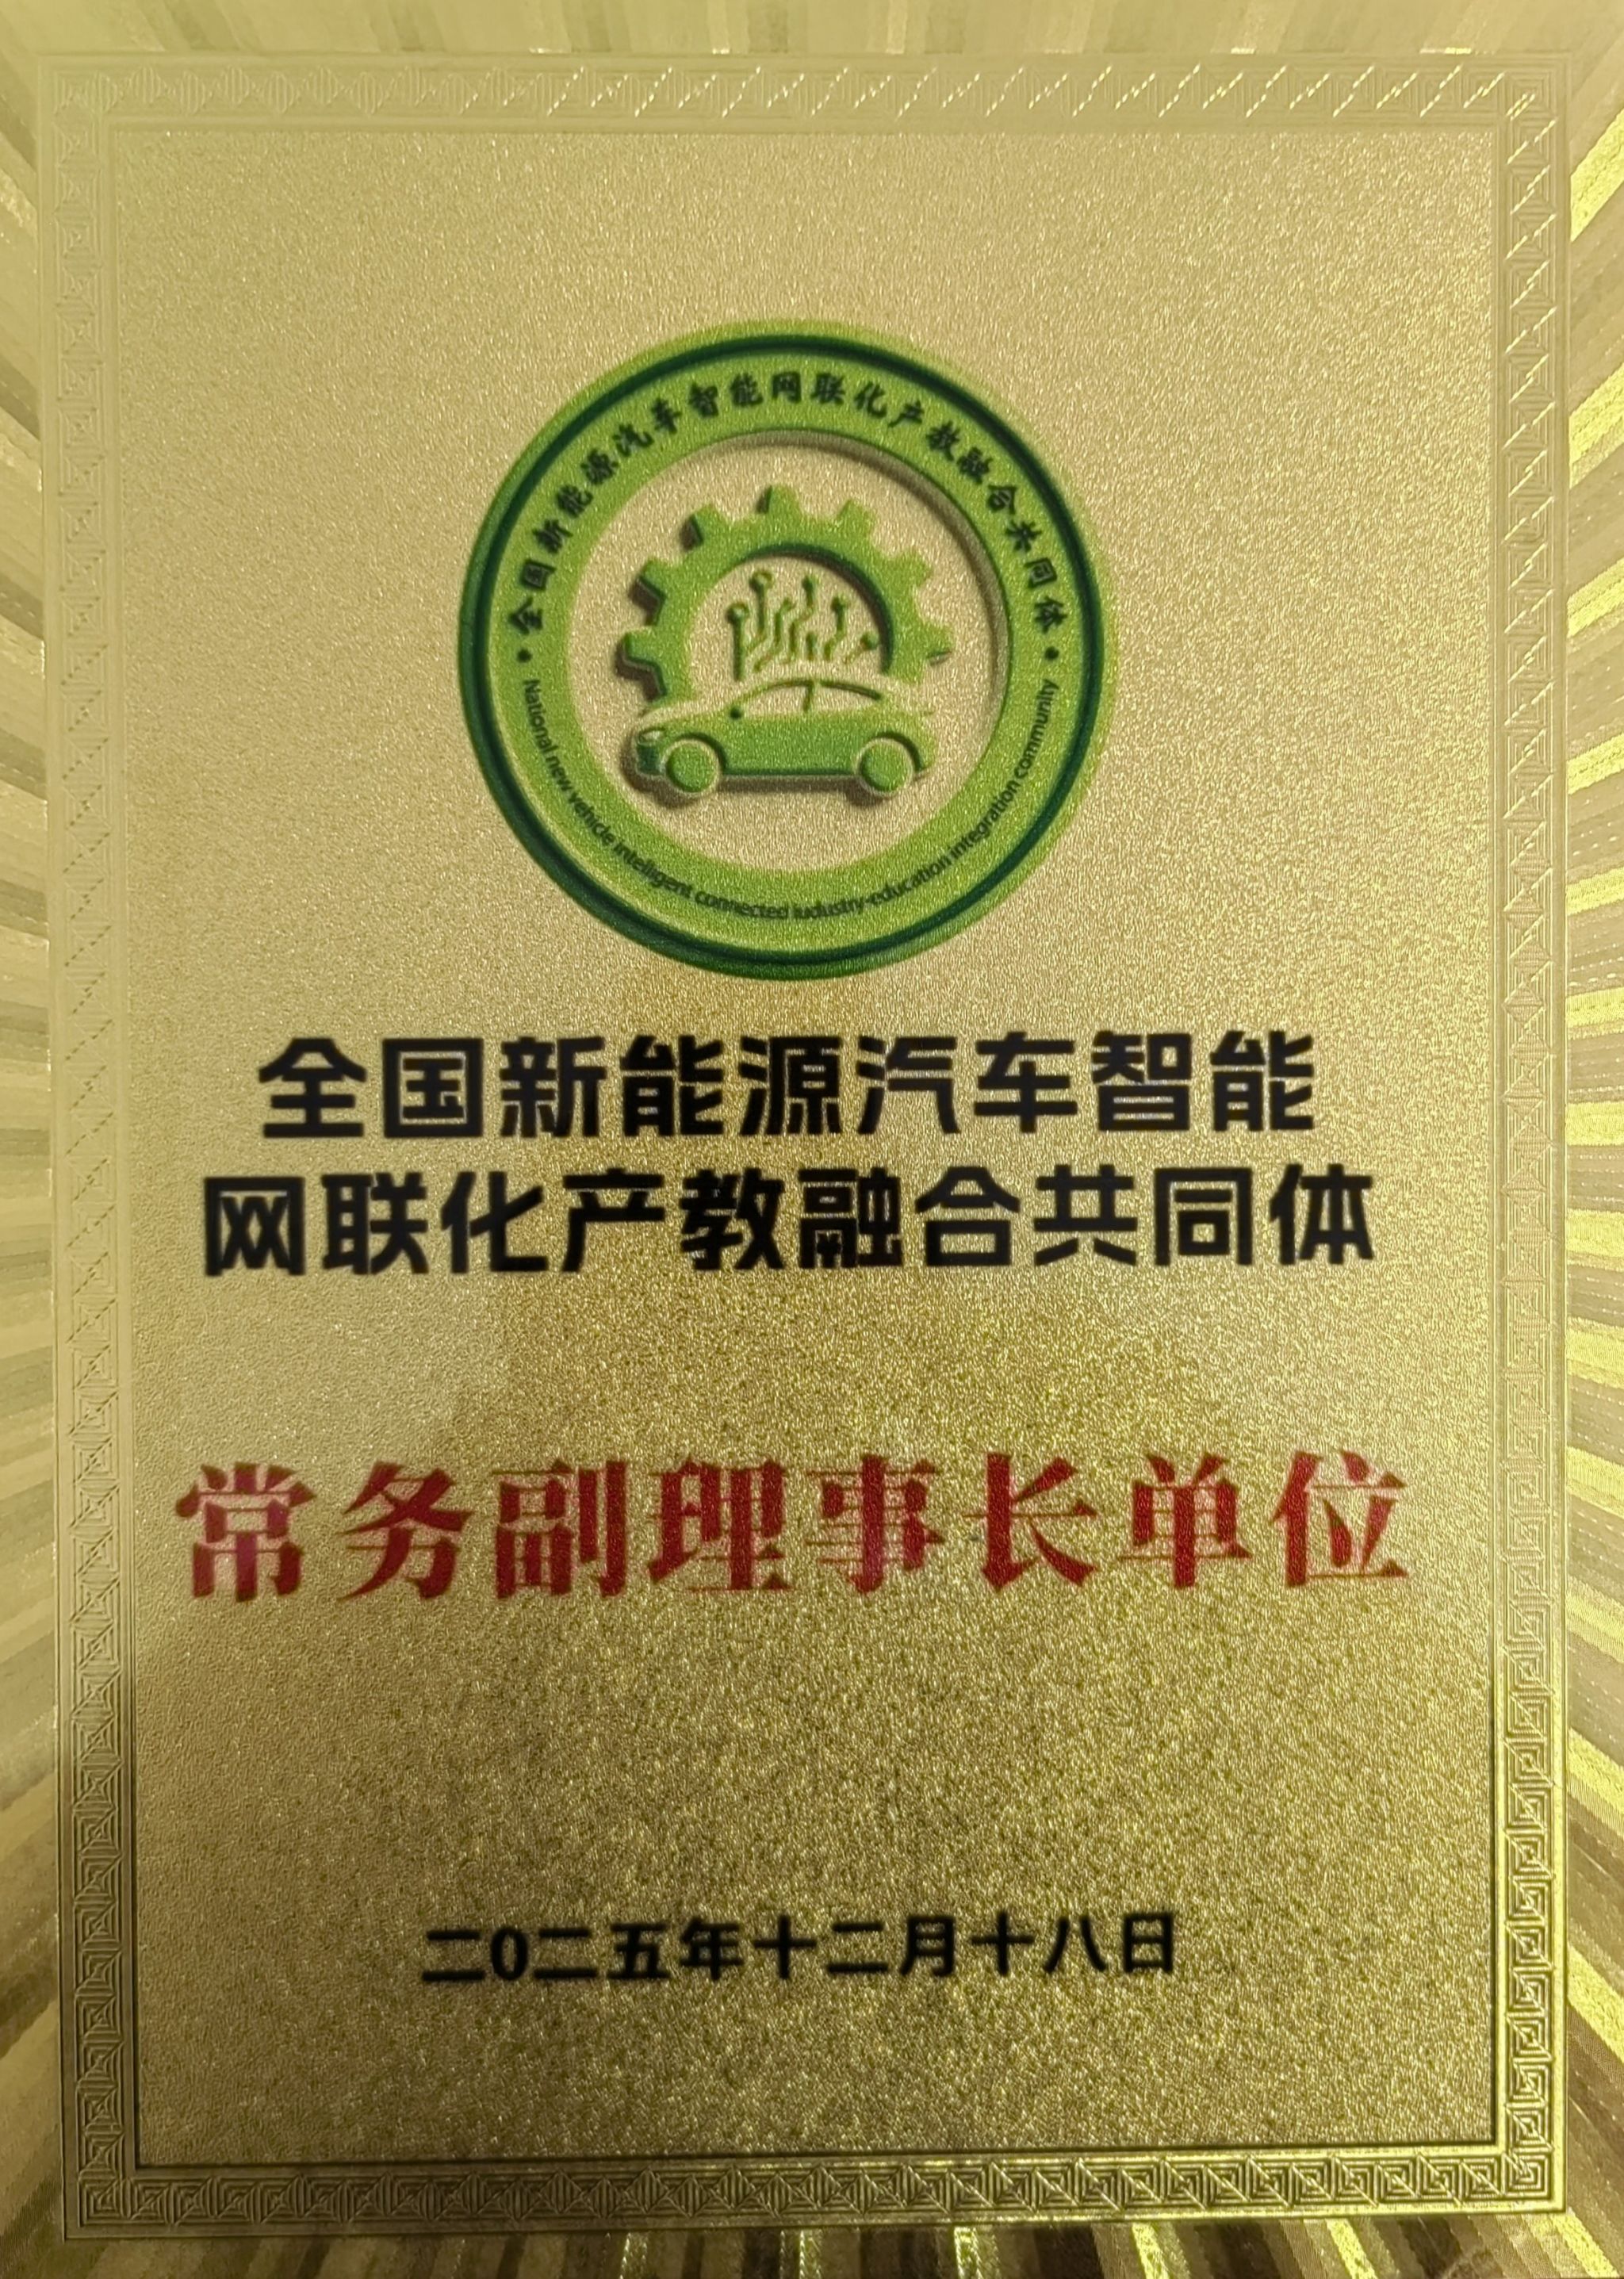 ·全国新能源汽车智能网联化产教融合共同体·
National new vehicle intelligent connected iudustry-education integration community
全国新能源汽车智能
网联化产教融合共同体
常务副理事长单位
二0二五年十二月十八日